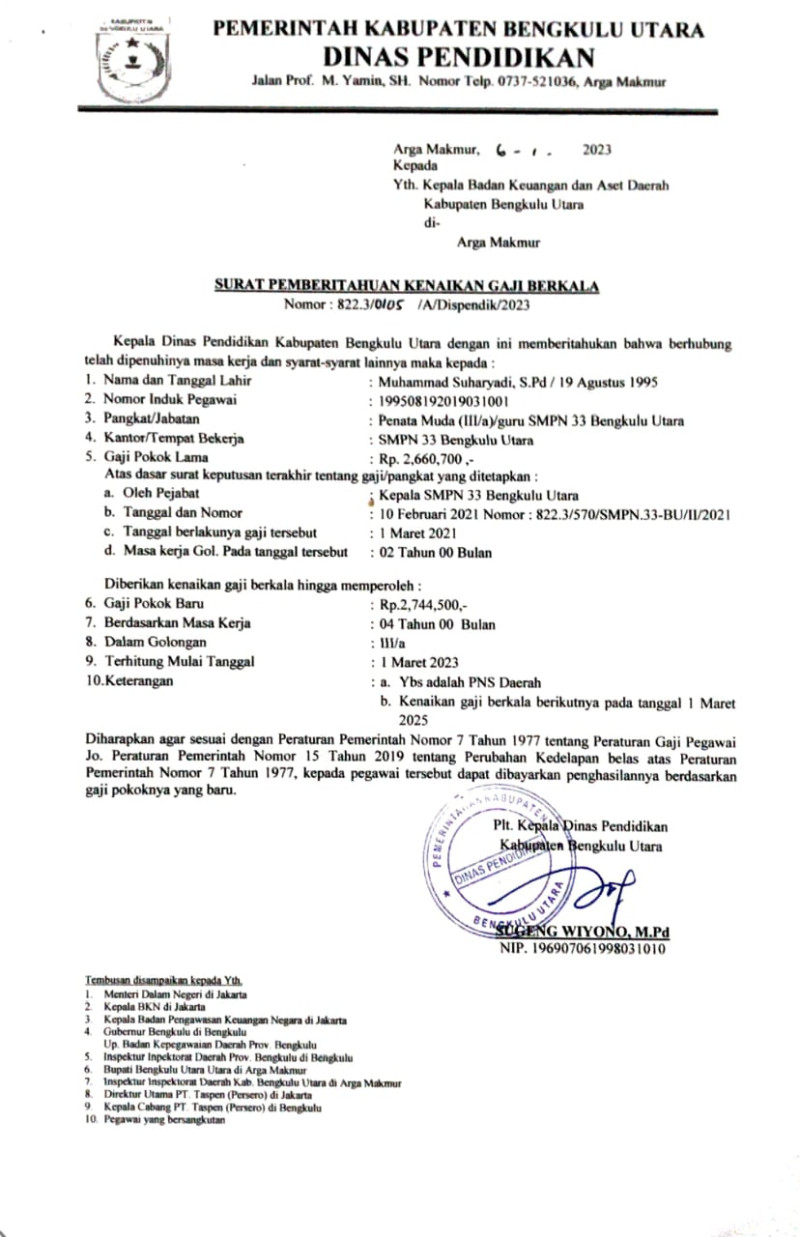 KABUPATEN
BENGKULU UTARA
PEMERINTAH KABUPATEN BENGKULU UTARA
DINAS PENDIDIKAN
Jalan Prof. M. Yamin, SH. Nomor Telp. 0737-521036, Arga Makmur
Arga Makmur, 6 - 1 . 2023
Kepada
Yth. Kepala Badan Keuangan dan Aset Daerah
Kabupaten Bengkulu Utara
di-
Arga Makmur
SURAT PEMBERITAHUAN KENAIKAN GAJI BERKALA
Nomor : 822.3/0105 /A/Dispendik/2023
Kepala Dinas Pendidikan Kabupaten Bengkulu Utara dengan ini memberitahukan bahwa berhubung
telah dipenuhinya masa kerja dan syarat-syarat lainnya maka kepada :
1. Nama dan Tanggal Lahir : Muhammad Suharyadi, S.Pd / 19 Agustus 1995
2. Nomor Induk Pegawai : 199508192019031001
3. Pangkat/Jabatan : Penata Muda (III/a)/guru SMPN 33 Bengkulu Utara
4. Kantor/Tempat Bekerja : SMPN 33 Bengkulu Utara
5. Gaji Pokok Lama : Rp. 2,660,700 ,-
Atas dasar surat keputusan terakhir tentang gaji/pangkat yang ditetapkan :
a. Oleh Pejabat : Kepala SMPN 33 Bengkulu Utara
b. Tanggal dan Nomor : 10 Februari 2021 Nomor : 822.3/570/SMPN.33-BU/II/2021
c. Tanggal berlakunya gaji tersebut : 1 Maret 2021
d. Masa kerja Gol. Pada tanggal tersebut : 02 Tahun 00 Bulan
Diberikan kenaikan gaji berkala hingga memperoleh :
6. Gaji Pokok Baru : Rp.2,744,500,-
7. Berdasarkan Masa Kerja : 04 Tahun 00 Bulan
8. Dalam Golongan : III/a
9. Terhitung Mulai Tanggal : 1 Maret 2023
10.Keterangan : a. Ybs adalah PNS Daerah
b. Kenaikan gaji berkala berikutnya pada tanggal 1 Maret
2025
Diharapkan agar sesuai dengan Peraturan Pemerintah Nomor 7 Tahun 1977 tentang Peraturan Gaji Pegawai
Jo. Peraturan Pemerintah Nomor 15 Tahun 2019 tentang Perubahan Kedelapan belas atas Peraturan
Pemerintah Nomor 7 Tahun 1977, kepada pegawai tersebut dapat dibayarkan penghasilannya berdasarkan
gaji pokoknya yang baru.
Plt. Kepala Dinas Pendidikan
Kabupaten Bengkulu Utara
PEMERINTAHAN KABUPATEN
DINAS PENDIDIKAN
BENGKULU UTARA
SUGENG WIYONO, M.Pd
NIP. 196907061998031010
Tembusan disampaikan kepada Yth.
1. Menteri Dalam Negeri di Jakarta
2. Kepala BKN di Jakarta
3. Kepala Badan Pengawasan Keuangan Negara di Jakarta
4. Gubernur Bengkulu di Bengkulu
Up. Badan Kepegawaian Daerah Prov. Bengkulu
5. Inspektur Inpektorat Daerah Prov. Bengkulu di Bengkulu
6. Bupati Bengkulu Utara Utara di Arga Makmur
7. Inspektur Inspektorat Daerah Kab. Bengkulu Utara di Arga Makmur
8. Direktur Utama PT. Taspen (Persero) di Jakarta
9. Kepala Cabang PT. Taspen (Persero) di Bengkulu
10. Pegawai yang bersangkutan